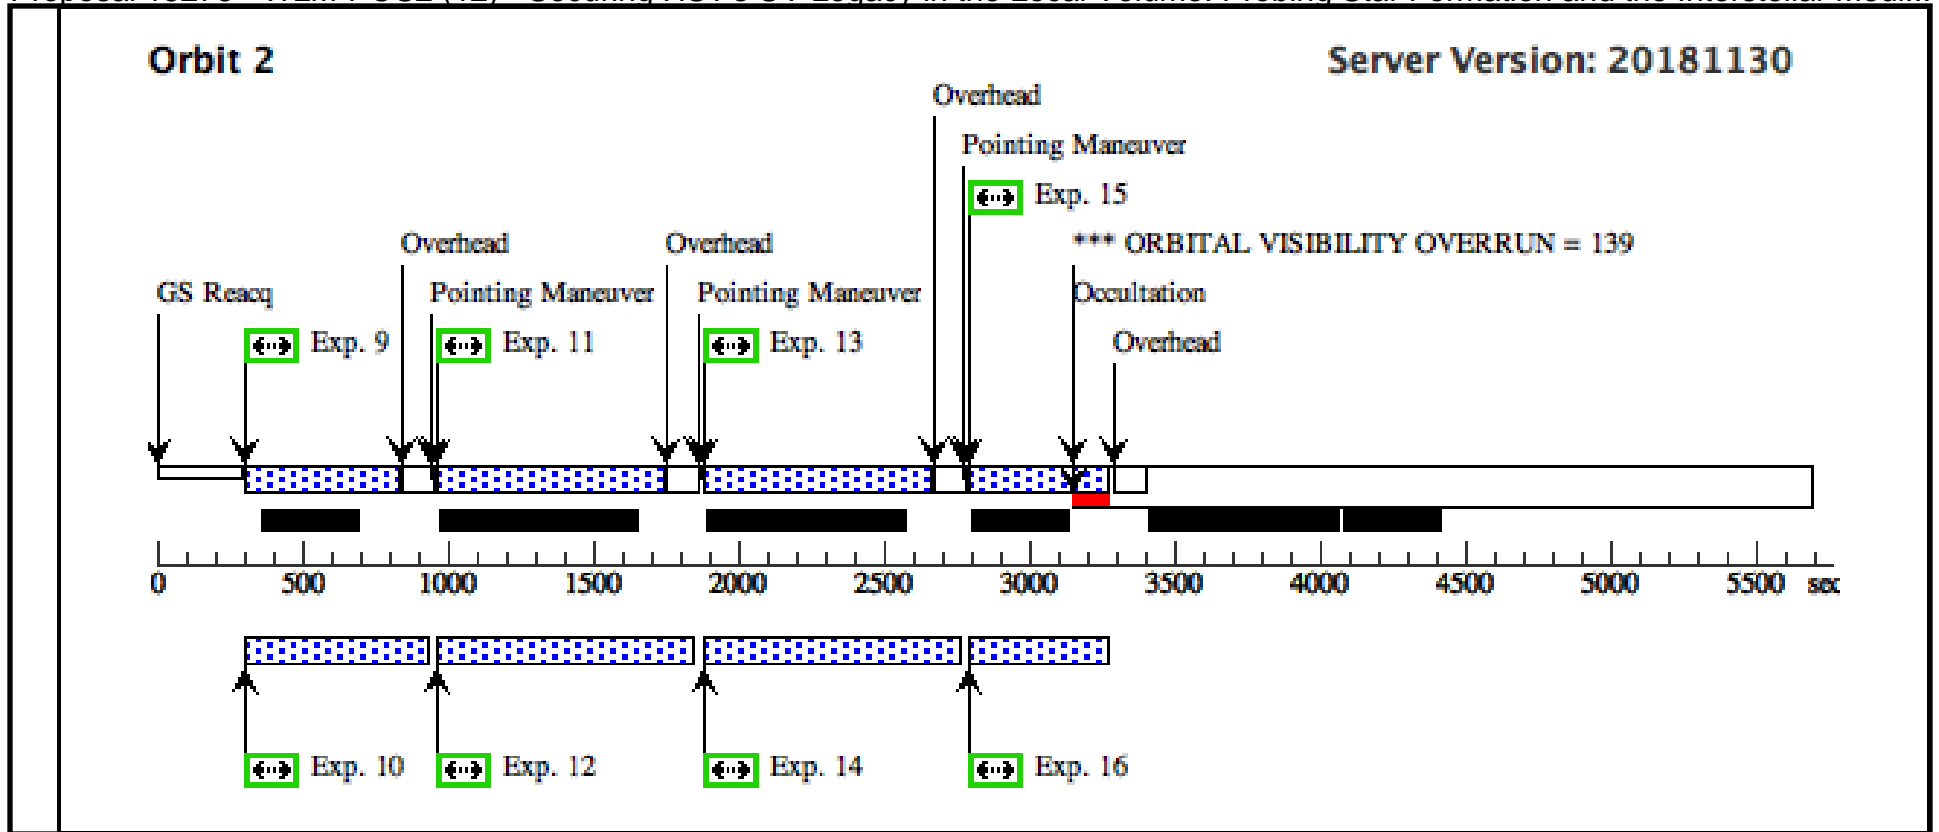 Orbit 2
Server Version: 20181130
Overhead
Pointing Maneuver
Exp. 15
Overhead
Overhead
*** ORBITAL VISIBILITY OVERRUN = 139
GS Reacq
Pointing Maneuver
Pointing Maneuver
Occultation
Exp. 9
Exp. 11
Exp. 13
Overhead
0 500 1000 1500 2000 2500 3000 3500 4000 4500 5000 5500 sec
Exp. 10
Exp. 12
Exp. 14
Exp. 16